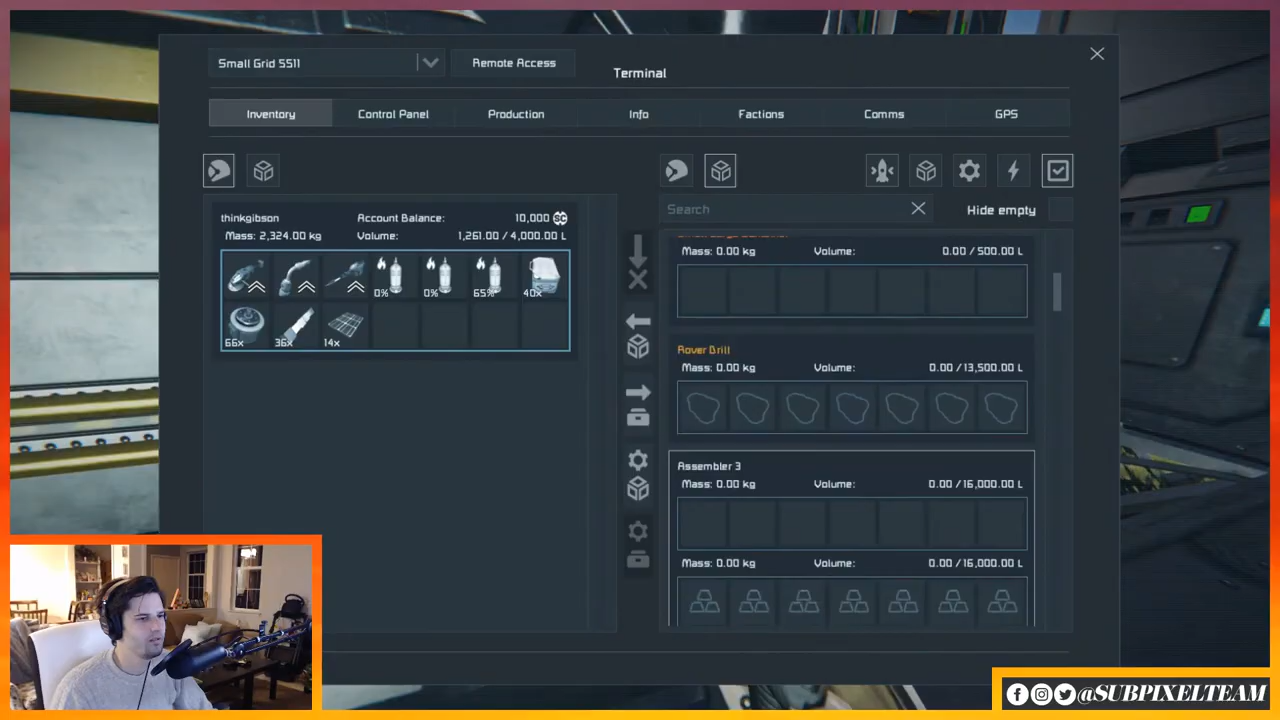 Small Grid 5511
Remote Access
Terminal
Inventory
Control Panel
Production
Info
Factions
Comms
GPS
thinkgibson
Account Balance:
10,000
SC
Mass: 2,324.00 kg
Volume:
1,261.00 / 4,000.00 L
0%
0%
65%
40x
66x
36x
14x
Search
Hide empty
Mass: 0.00 kg
Volume:
0.00 / 500.00 L
Rover Drill
Mass: 0.00 kg
Volume:
0.00 / 13,500.00 L
Assembler 3
Mass: 0.00 kg
Volume:
0.00 / 16,000.00 L
Mass: 0.00 kg
Volume:
0.00 / 16,000.00 L
@SUBPIXELTEAM